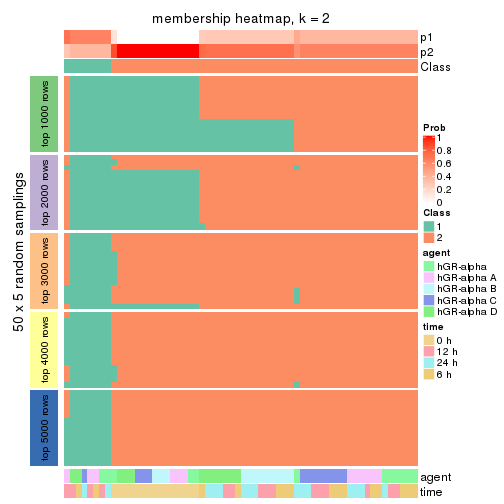 membership heatmap, k = 2
p1
p2
Class
50 x 5 random samplings
top 1000 rows
top 2000 rows
top 3000 rows
top 4000 rows
top 5000 rows
Prob
1
0.8
0.6
0.4
0.2
0
Class
1
2
agent
hGR-alpha
hGR-alpha A
hGR-alpha B
hGR-alpha C
hGR-alpha D
time
0 h
12 h
24 h
6 h
agent
time